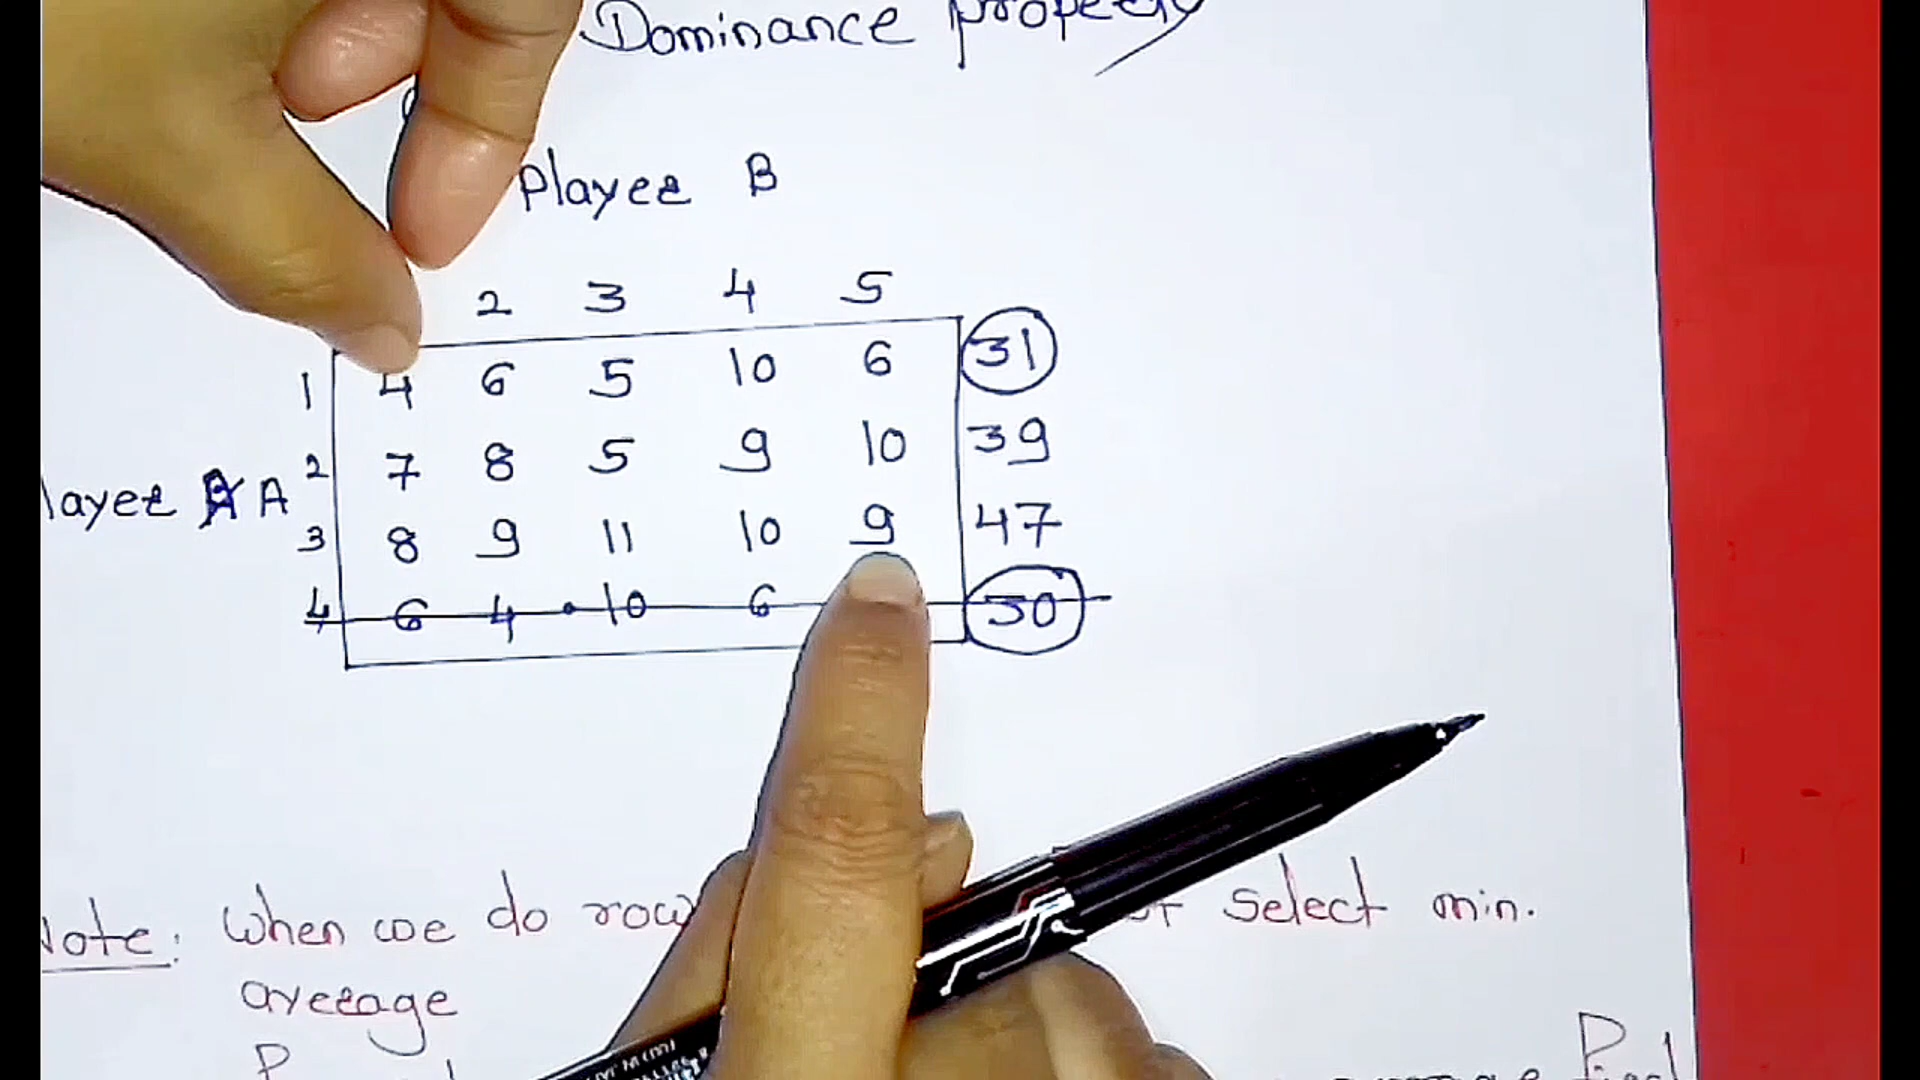 Dominance property
Player B
2 3 4 5
1 4 6 5 10 6 31
2 7 8 5 9 10 39
layer A A
3 8 9 11 10 9 47
4 6 4 10 6 30
Note: When we do row select min.
average